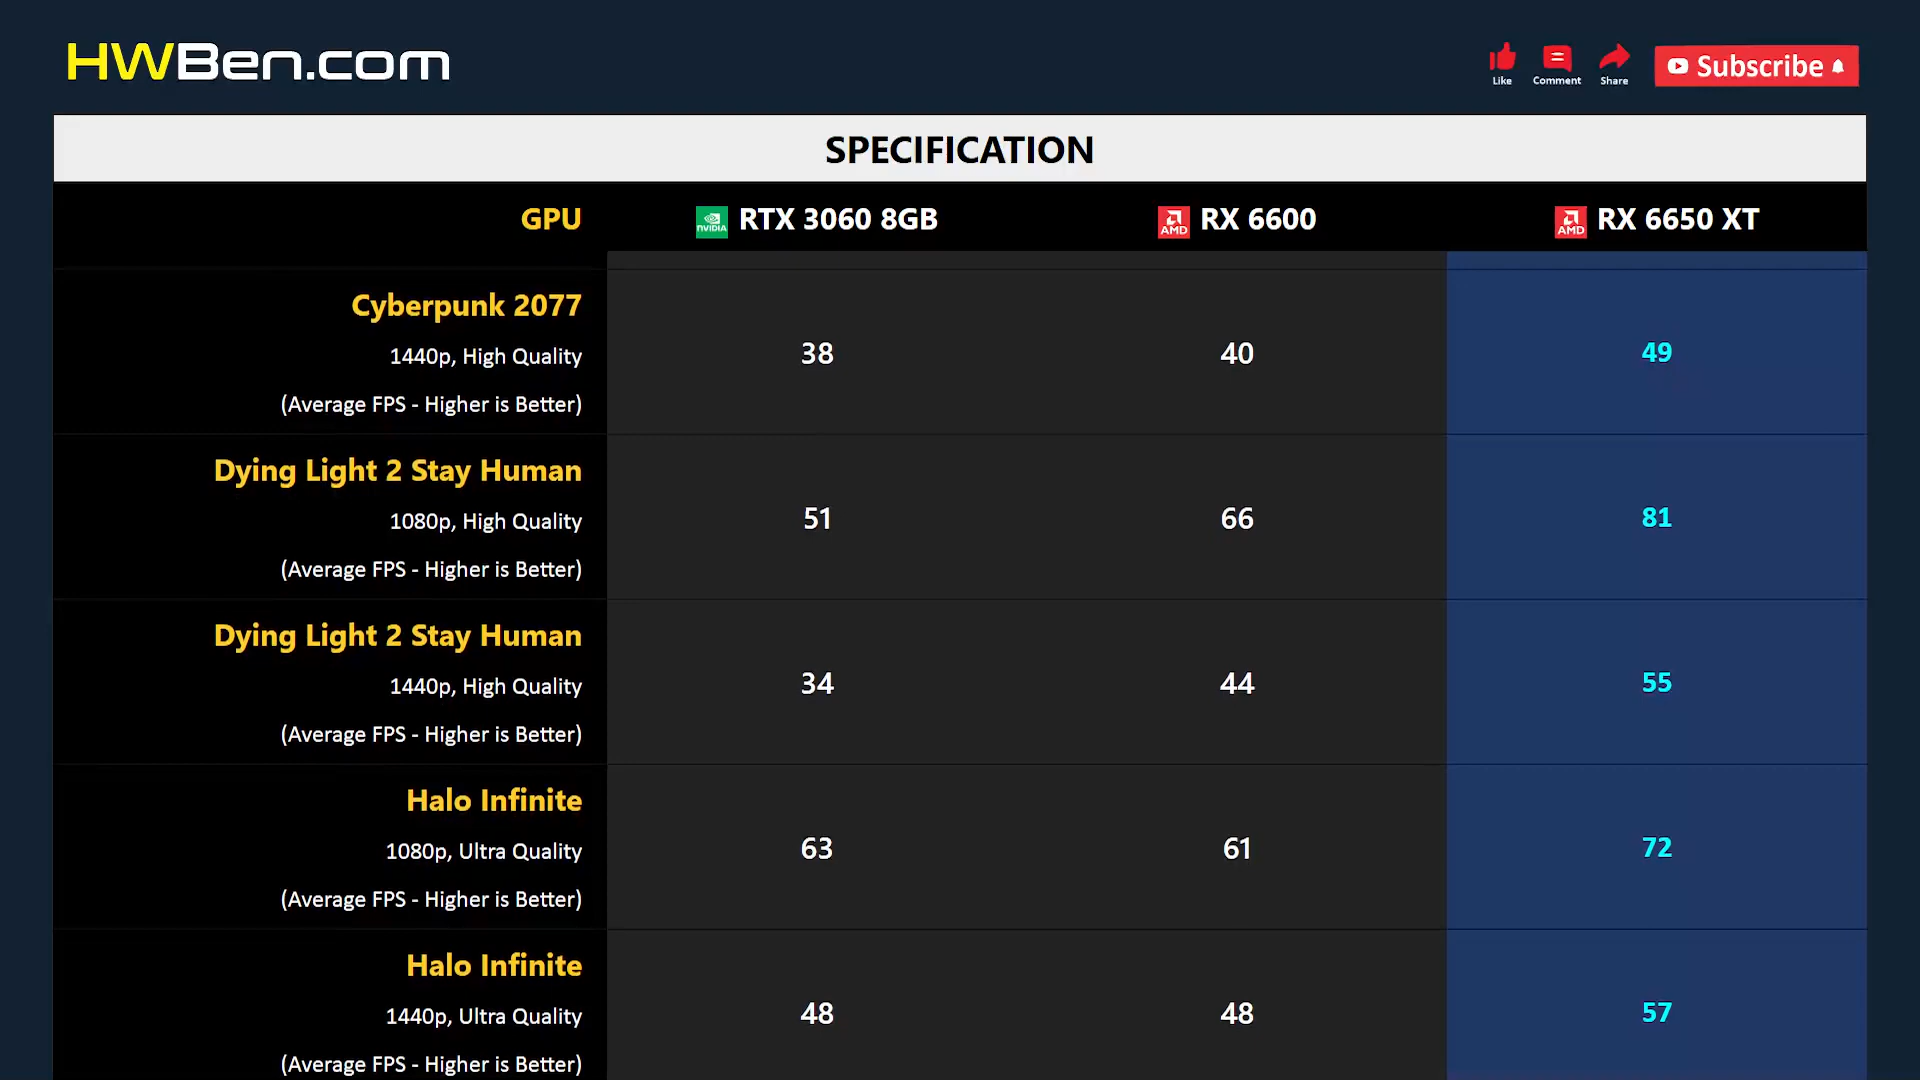 HWBen.com
Like
Comment
Share
Subscribe
SPECIFICATION
GPU
NVIDIA RTX 3060 8GB
AMD RX 6600
AMD RX 6650 XT
Cyberpunk 2077
1440p, High Quality
(Average FPS - Higher is Better)
38
40
49
Dying Light 2 Stay Human
1080p, High Quality
(Average FPS - Higher is Better)
51
66
81
Dying Light 2 Stay Human
1440p, High Quality
(Average FPS - Higher is Better)
34
44
55
Halo Infinite
1080p, Ultra Quality
(Average FPS - Higher is Better)
63
61
72
Halo Infinite
1440p, Ultra Quality
(Average FPS - Higher is Better)
48
48
57